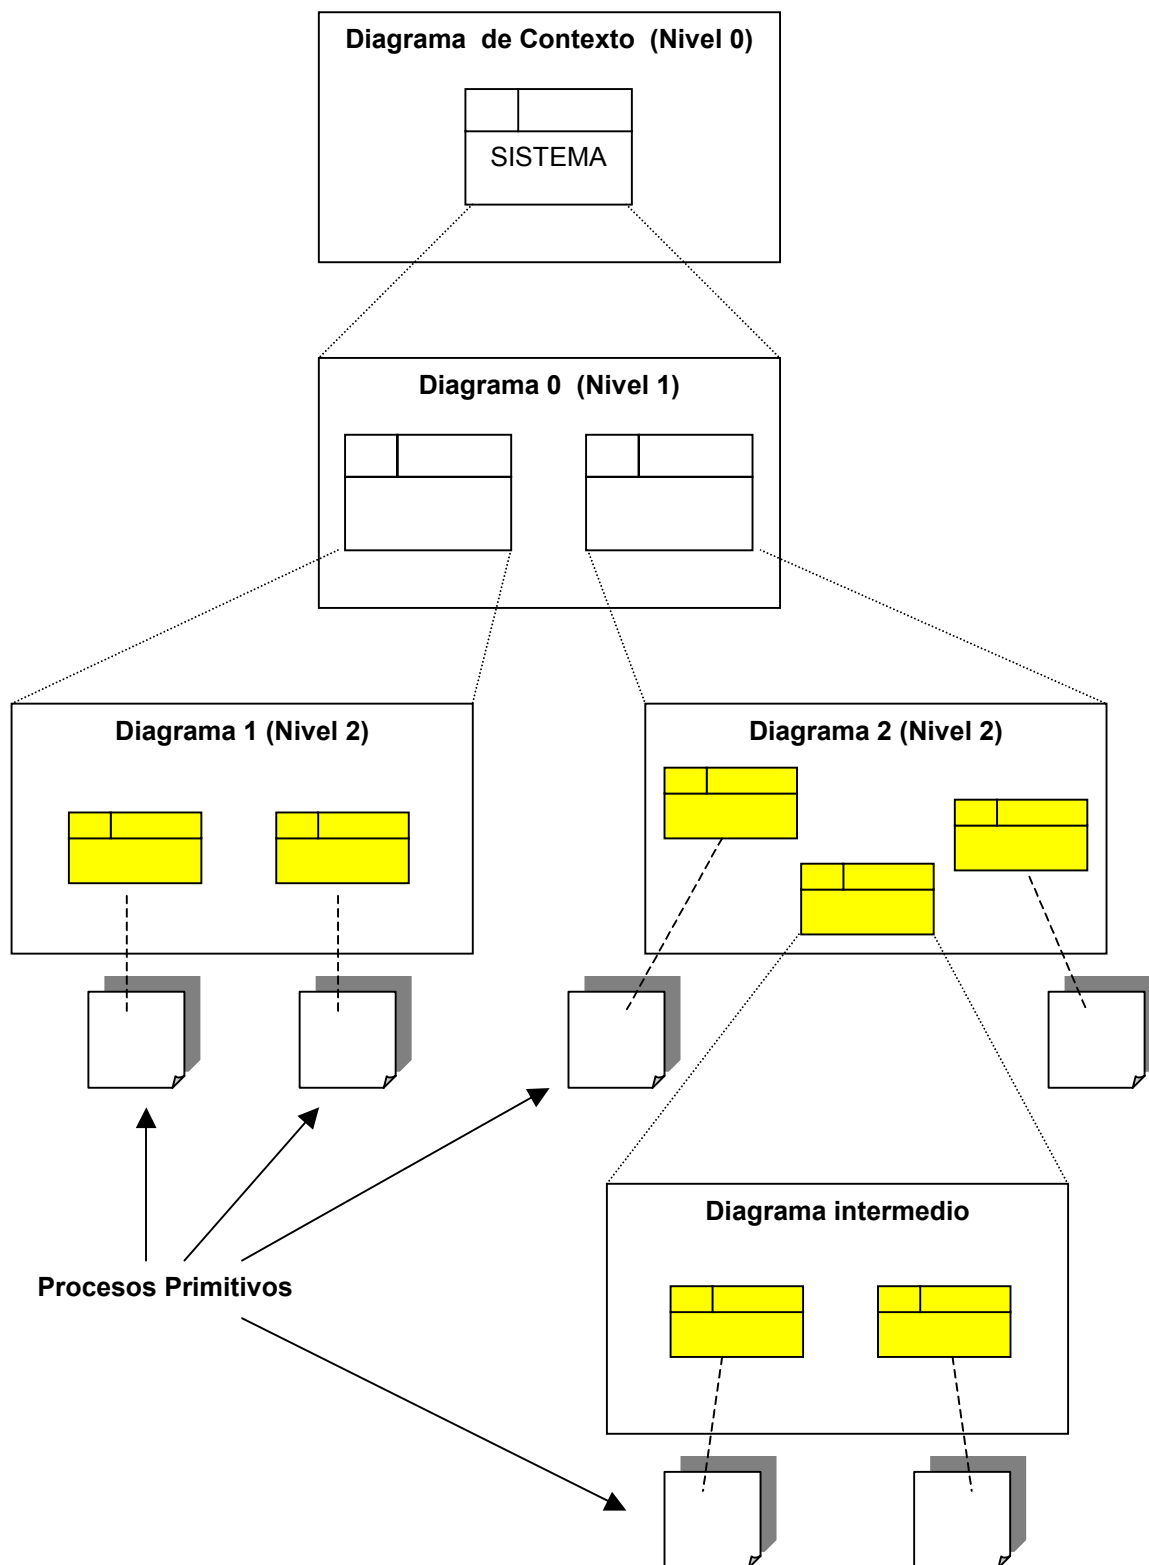 Diagrama  de Contexto  (Nivel 0)
SISTEMA
Diagrama 0  (Nivel 1)
Diagrama 1 (Nivel 2)
Diagrama 2 (Nivel 2)
Diagrama intermedio
Procesos Primitivos